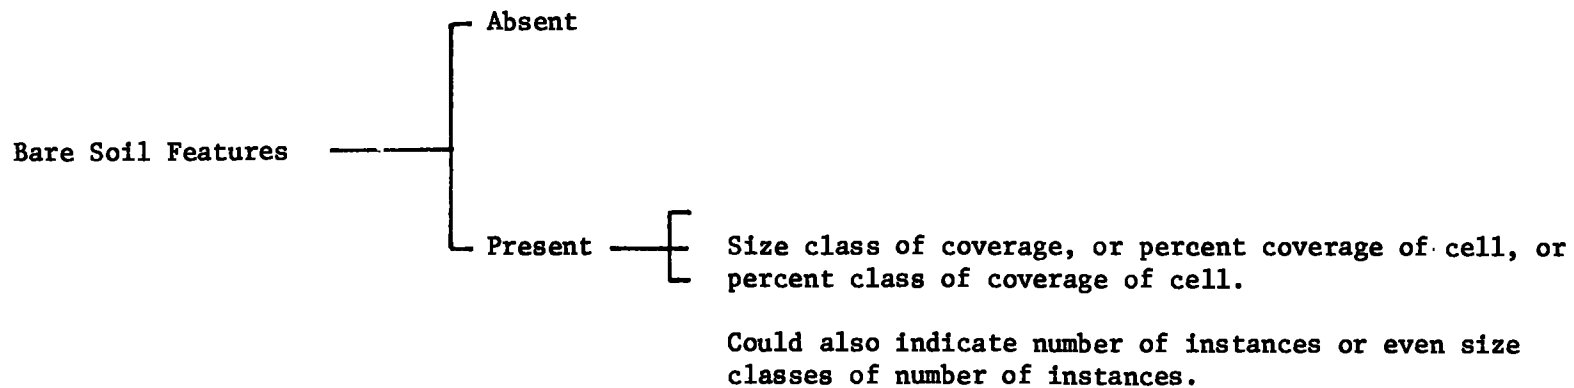 Absent
Bare Soil Features
Present
Size class of coverage, or percent coverage of cell, or
percent class of coverage of cell.
Could also indicate number of instances or even size
classes of number of instances.